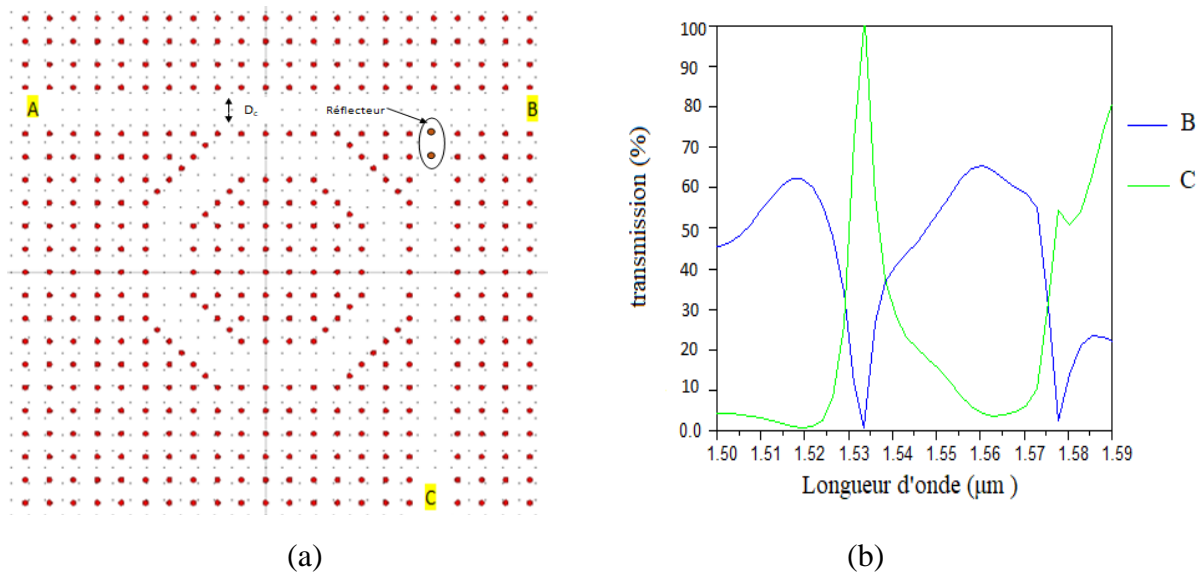 A
D_c
Réflecteur
B
C
(a)
transmission (%)
100
90
80
70
60
50
40
30
20
10
0.0
1.50 1.51 1.52 1.53 1.54 1.55 1.56 1.57 1.58 1.59
Longueur d'onde (μm )
B
C
(b)